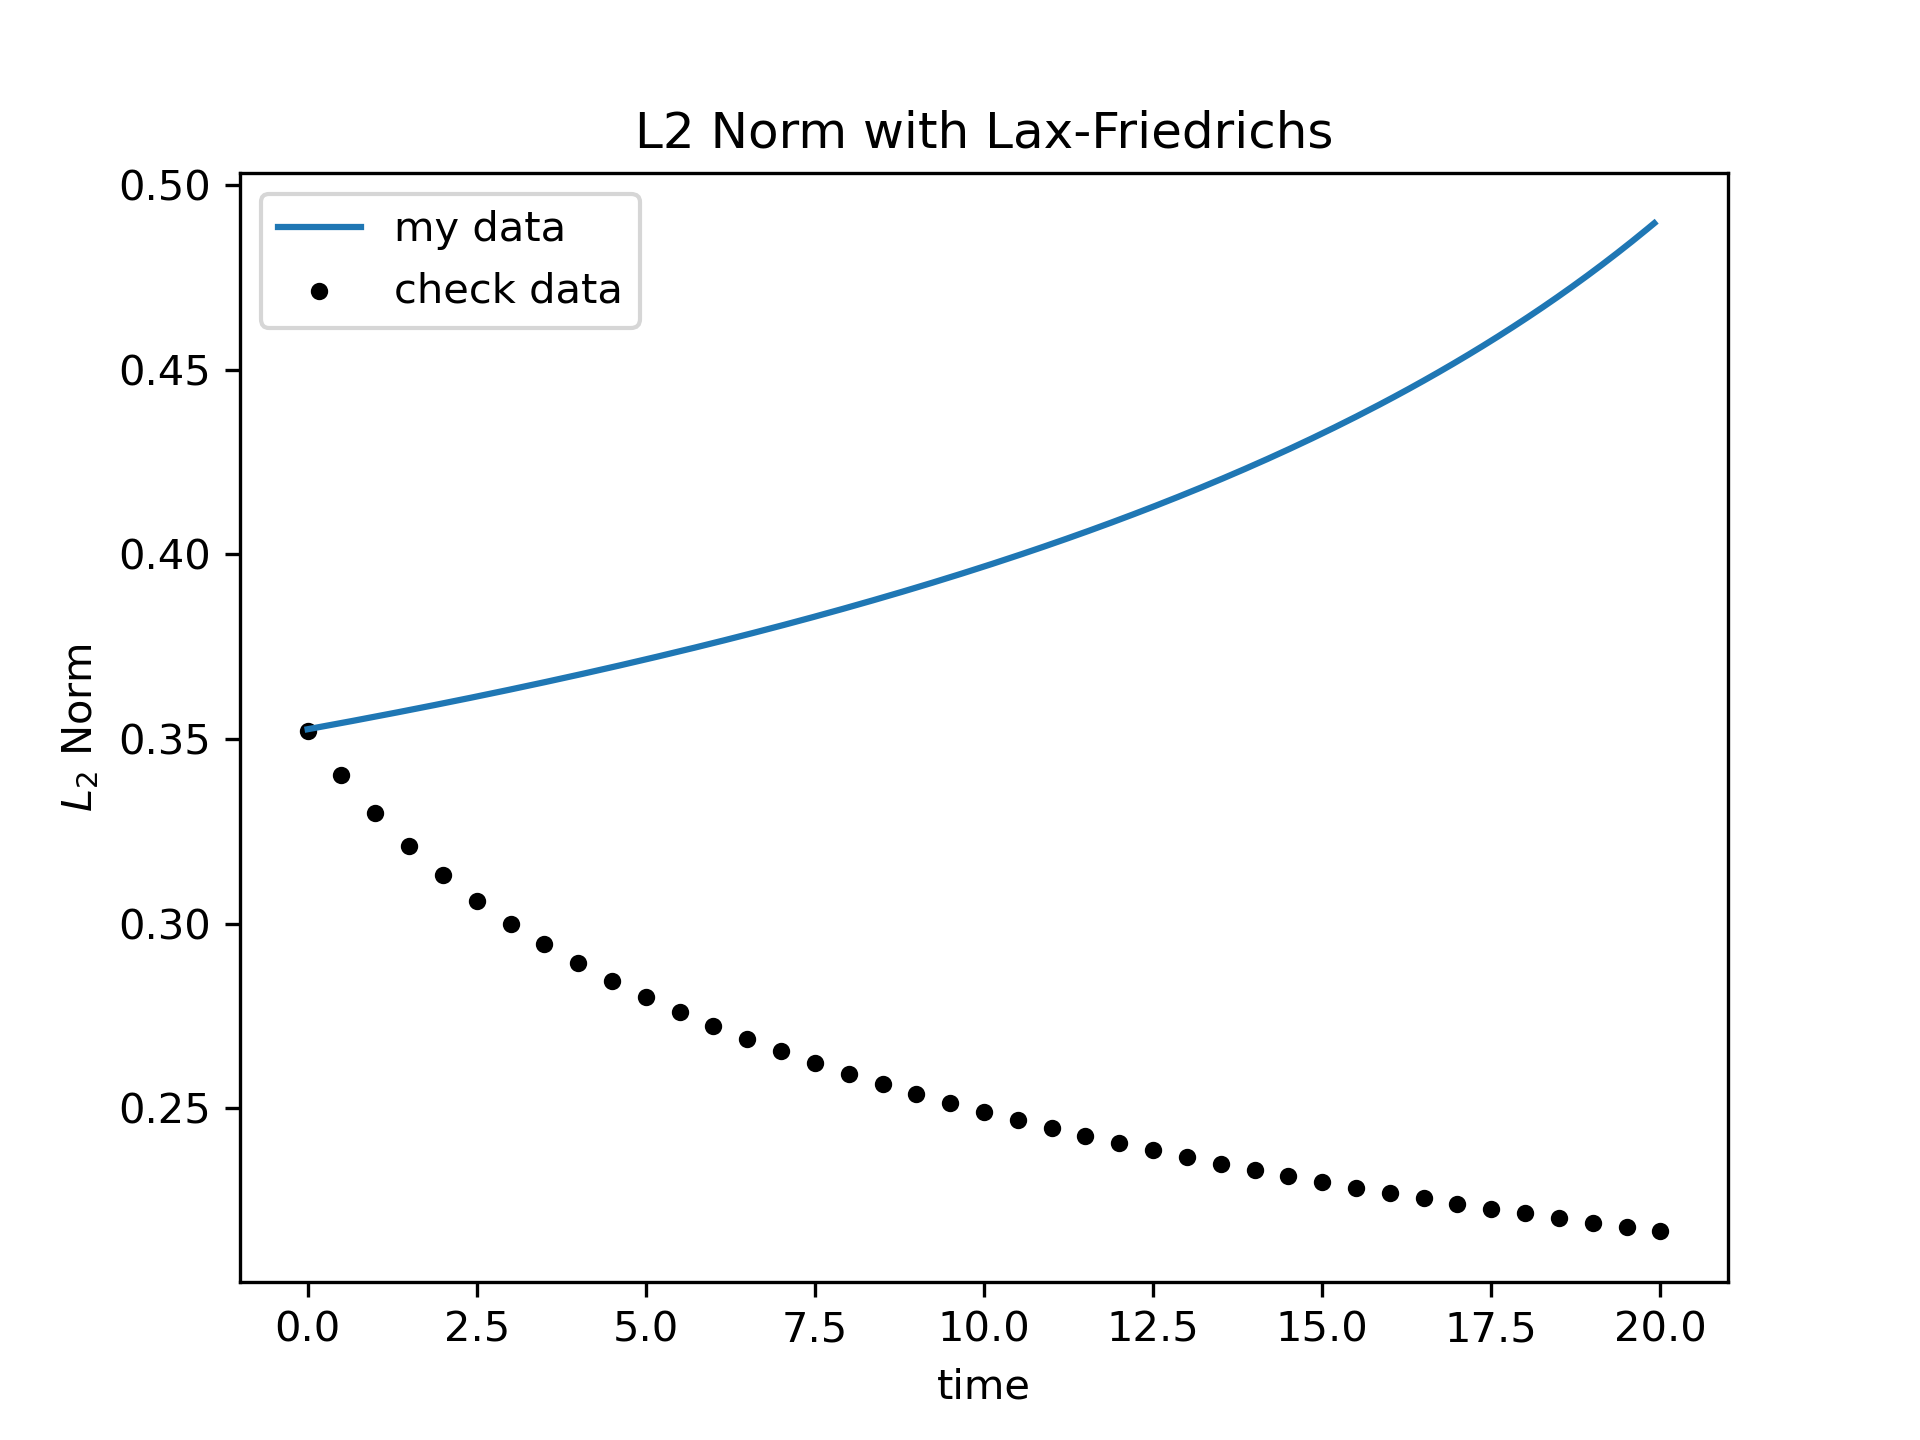 L2 Norm with Lax-Friedrichs
my data
check data
0.50
0.45
0.40
0.35
0.30
0.25
L₂ Norm
0.0 2.5 5.0 7.5 10.0 12.5 15.0 17.5 20.0
time